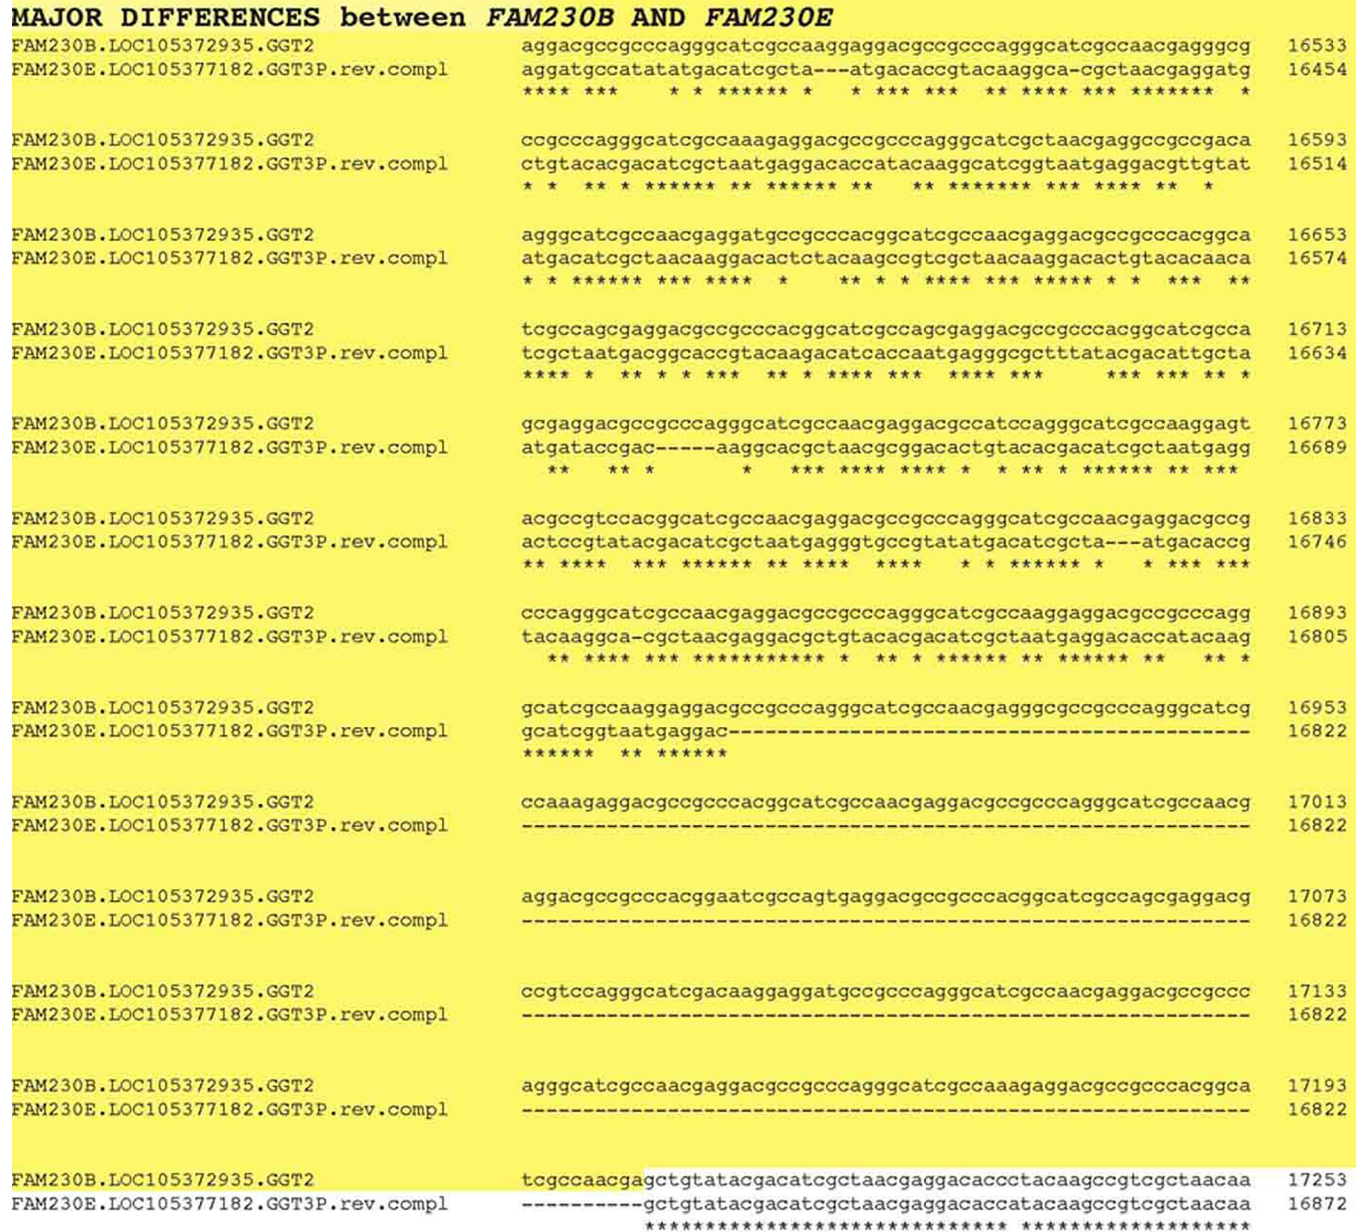 MAJOR DIFFERENCES between FAM230B AND FAM230E
FAM230B.LOC105372935.GGT2 aggacgccgcccagggcatcgccaaggaggacgccgcccagggcatcgccaacgagggcg 16533
FAM230E.LOC105377182.GGT3P.rev.compl aggatgccatatatgacatcgcta---atgacaccgtacaaggca-cgctaacgaggatg 16454
**** *** * * ****** * * *** *** ** **** *** ******* *
FAM230B.LOC105372935.GGT2 ccgcccagggcatcgccaaagaggacgccgcccagggcatcgctaacgaggccgccgaca 16593
FAM230E.LOC105377182.GGT3P.rev.compl ctgtacacgacatcgctaatgaggacaccatacaaggcatcggtaatgaggacgttgtat 16514
* * ** * ****** ** ****** ** ** ******* *** **** ** *
FAM230B.LOC105372935.GGT2 agggcatcgccaacgaggatgccgcccacggcatcgccaacgaggacgccgcccacggca 16653
FAM230E.LOC105377182.GGT3P.rev.compl atgacatcgctaacaaggacactctacaagccgtcgctaacaaggacactgtacacaaca 16574
* * ****** *** **** * ** * * **** *** ***** * * *** **
FAM230B.LOC105372935.GGT2 tcgccagcgaggacgccgcccacggcatcgccagcgaggacgccgcccacggcatcgcca 16713
FAM230E.LOC105377182.GGT3P.rev.compl tcgctaatgacggcaccgtacaagacatcaccaatgagggcgctttatacgacattgcta 16634
**** * ** * * *** ** * **** *** **** *** *** *** ** *
FAM230B.LOC105372935.GGT2 gcgaggacgccgcccagggcatcgccaacgaggacgccatccagggcatcgccaaggagt 16773
FAM230E.LOC105377182.GGT3P.rev.compl atgataccgac-----aaggcacgctaacgcggacactgtacacgacatcgctaatgagg 16689
** ** * * *** **** **** * * ** * ****** ** ***
FAM230B.LOC105372935.GGT2 acgccgtccacggcatcgccaacgaggacgccgcccagggcatcgccaacgaggacgccg 16833
FAM230E.LOC105377182.GGT3P.rev.compl actccgtatacgacatcgctaatgagggtgccgtatatgacatcgcta---atgacaccg 16746
** **** *** ****** ** **** **** * * ****** * * *** ***
FAM230B.LOC105372935.GGT2 cccagggcatcgccaacgaggacgccgcccagggcatcgccaaggaggacgccgcccagg 16893
FAM230E.LOC105377182.GGT3P.rev.compl tacaaggca-cgctaacgaggacgctgtacacgacatcgctaatgaggacaccatacaag 16805
** **** *** *********** * ** * ****** ** ****** ** ** *
FAM230B.LOC105372935.GGT2 gcatcgccaaggaggacgccgcccagggcatcgccaacgagggcgccgcccagggcatcg 16953
FAM230E.LOC105377182.GGT3P.rev.compl gcatcggtaatgaggac------------------------------------------- 16822
****** ** ******
FAM230B.LOC105372935.GGT2 ccaaagaggacgccgcccacggcatcgccaacgaggacgccgcccagggcatcgccaacg 17013
FAM230E.LOC105377182.GGT3P.rev.compl ------------------------------------------------------------ 16822
FAM230B.LOC105372935.GGT2 aggacgccgcccacggaatcgccagtgaggacgccgcccacggcatcgccagcgaggacg 17073
FAM230E.LOC105377182.GGT3P.rev.compl ------------------------------------------------------------ 16822
FAM230B.LOC105372935.GGT2 ccgtccagggcatcgacaaggaggatgccgcccagggcatcgccaacgaggacgccgccc 17133
FAM230E.LOC105377182.GGT3P.rev.compl ------------------------------------------------------------ 16822
FAM230B.LOC105372935.GGT2 agggcatcgccaacgaggacgccgcccagggcatcgccaaagaggacgccgcccacggca 17193
FAM230E.LOC105377182.GGT3P.rev.compl ------------------------------------------------------------ 16822
FAM230B.LOC105372935.GGT2 tcgccaacgagctgtatacgacatcgctaacgaggacaccctacaagccgtcgctaacaa 17253
FAM230E.LOC105377182.GGT3P.rev.compl ----------gctgtatacgacatcgctaacgaggacaccatacaagccgtcgctaacaa 16872
****************************** *******************